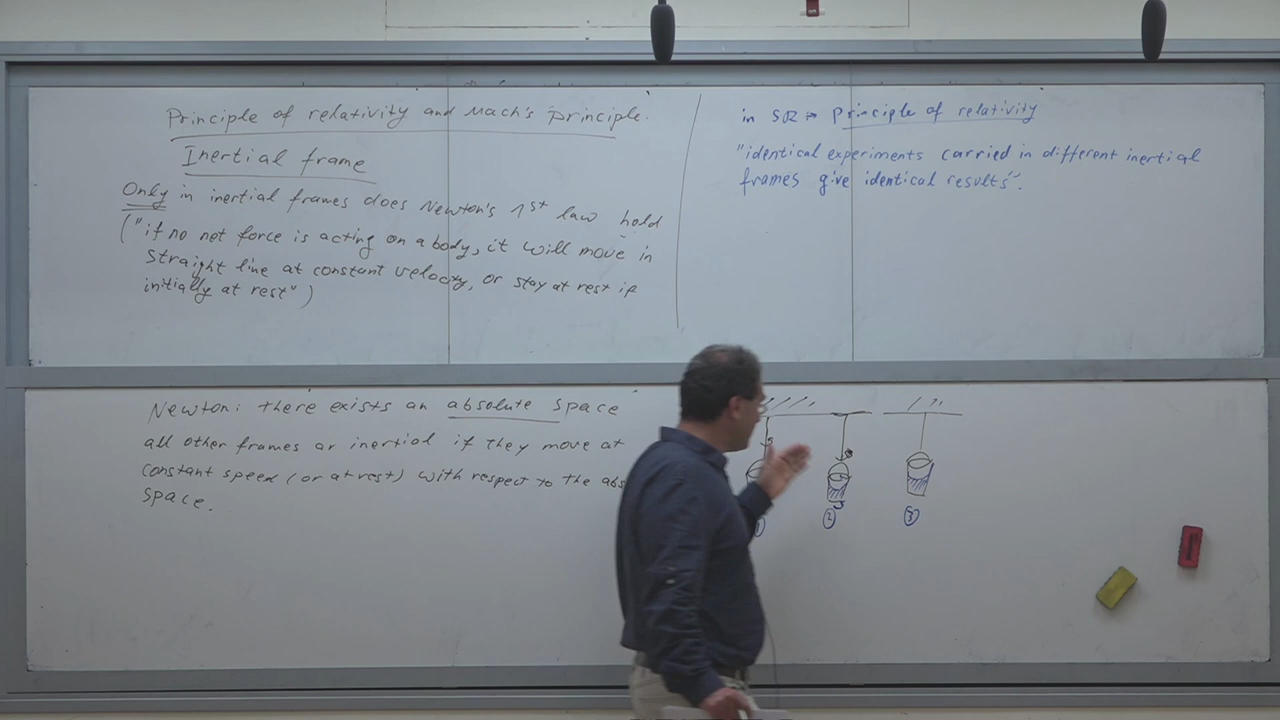 Principle of relativity and Mach's principle.
Inertial frame
Only in inertial frames does Newton's 1st law hold
("if no net force is acting on a body, it will move in
straight line at constant velocity, or stay at rest if
initially at rest")
in SR → principle of relativity
"identical experiments carried in different inertial
frames give identical results".
Newton: there exists an absolute space
all other frames ar inertial if they move at
constant speed (or at rest) with respect to the abs
space.
① ② ③